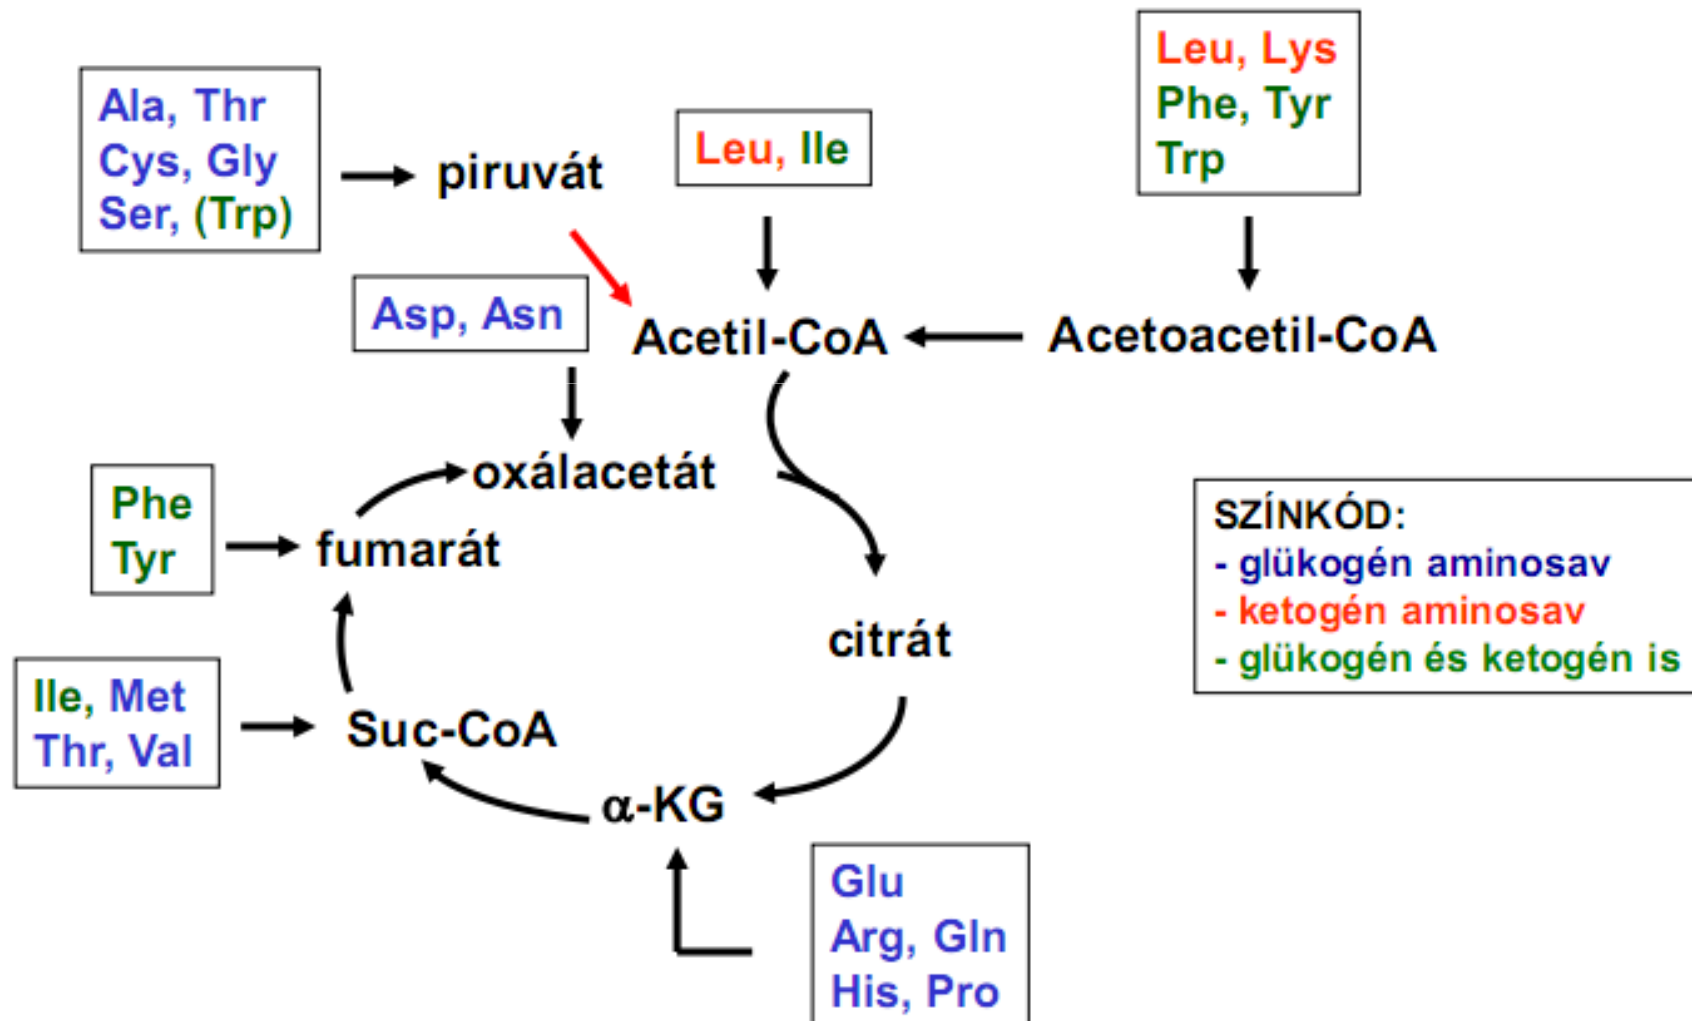 Ala, Thr
Cys, Gly
Ser, (Trp)
piruvát
Leu, Ile
Leu, Lys
Phe, Tyr
Trp
Asp, Asn
Acetil-CoA
Acetoacetil-CoA
oxálacetát
Phe
Tyr
fumarát
citrát
SZÍNKÓD:
- glükogén aminosav
- ketogén aminosav
- glükogén és ketogén is
Ile, Met
Thr, Val
Suc-CoA
α-KG
Glu
Arg, Gln
His, Pro